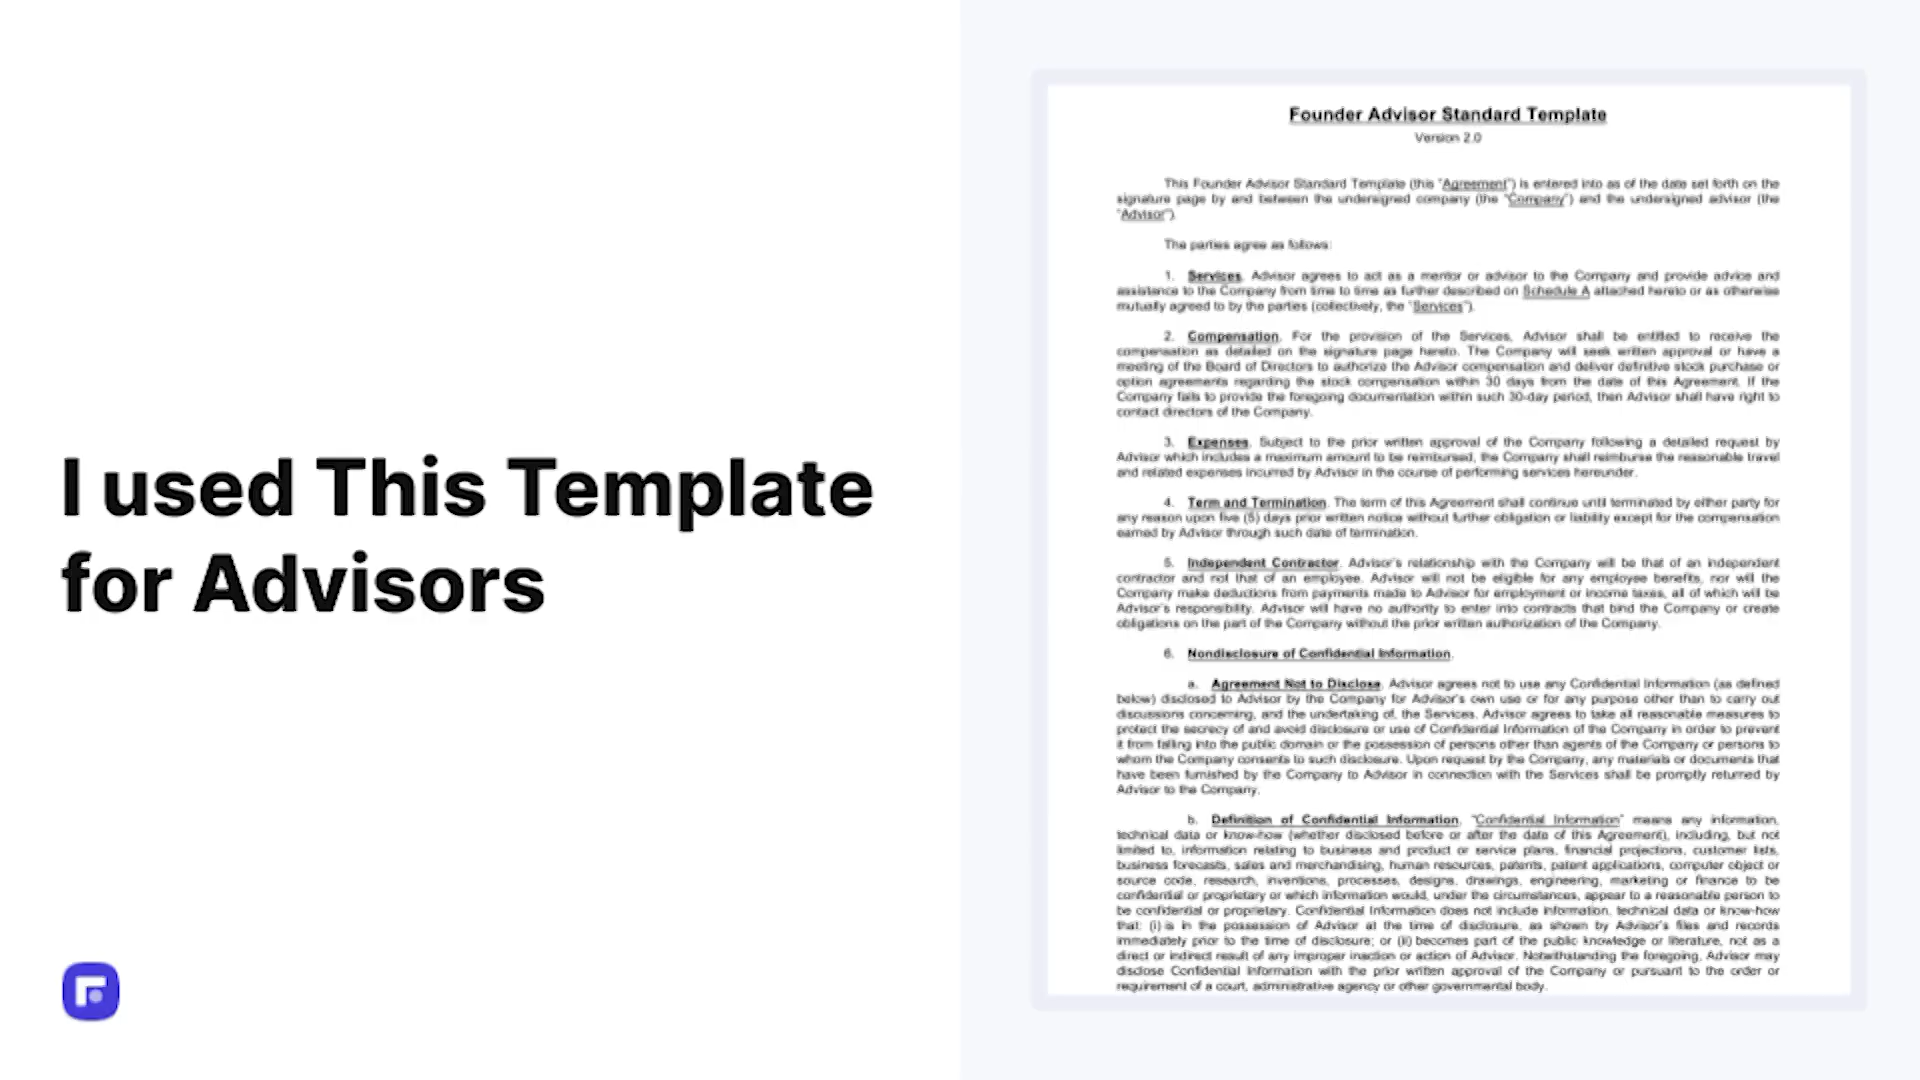 I used This Template
for Advisors
Founder Advisor Standard Template
Version 2.0
This Founder Advisor Standard Template (this "Agreement") is entered into as of the date set forth on the
signature page by and between the undersigned company (the "Company") and the undersigned advisor (the
"Advisor").
The parties agree as follows:
1. Services. Advisor agrees to act as a mentor or advisor to the Company and provide advice and
assistance to the Company from time to time as further described on Schedule A attached hereto or as otherwise
mutually agreed to by the parties (collectively, the "Services").
2. Compensation. For the provision of the Services, Advisor shall be entitled to receive the
compensation as detailed on the signature page hereto. The Company will seek written approval or have a
meeting of the Board of Directors to authorize the Advisor compensation and deliver definitive stock purchase or
option agreements regarding the stock compensation within 30 days from the date of this Agreement. If the
Company fails to provide the foregoing documentation within such 30-day period, then Advisor shall have right to
contact directors of the Company.
3. Expenses. Subject to the prior written approval of the Company following a detailed request by
Advisor which includes a maximum amount to be reimbursed, the Company shall reimburse the reasonable travel
and related expenses incurred by Advisor in the course of performing services hereunder.
4. Term and Termination. The term of this Agreement shall continue until terminated by either party for
any reason upon five (5) days prior written notice without further obligation or liability except for the compensation
earned by Advisor through such date of termination.
5. Independent Contractor. Advisor's relationship with the Company will be that of an independent
contractor and not that of an employee. Advisor will not be eligible for any employee benefits, nor will the
Company make deductions from payments made to Advisor for employment or income taxes, all of which will be
Advisor's responsibility. Advisor will have no authority to enter into contracts that bind the Company or create
obligations on the part of the Company without the prior written authorization of the Company.
6. Nondisclosure of Confidential Information.
a. Agreement Not to Disclose. Advisor agrees not to use any Confidential Information (as defined
below) disclosed to Advisor by the Company for Advisor's own use or for any purpose other than to carry out
discussions concerning, and the undertaking of, the Services. Advisor agrees to take all reasonable measures to
protect the secrecy of and avoid disclosure or use of Confidential Information of the Company in order to prevent
it from falling into the public domain or the possession of persons other than agents of the Company or persons to
whom the Company consents to such disclosure. Upon request by the Company, any materials or documents that
have been furnished by the Company to Advisor in connection with the Services shall be promptly returned by
Advisor to the Company.
b. Definition of Confidential Information. "Confidential Information" means any information,
technical data or know-how (whether disclosed before or after the date of this Agreement), including, but not
limited to, information relating to business and product or service plans, financial projections, customer lists,
business forecasts, sales and merchandising, human resources, patents, patent applications, computer object or
source code, research, inventions, processes, designs, drawings, engineering, marketing or finance to be
confidential or proprietary or which information would, under the circumstances, appear to a reasonable person to
be confidential or proprietary. Confidential Information does not include information, technical data or know-how
that: (i) is in the possession of Advisor at the time of disclosure, as shown by Advisor's files and records
immediately prior to the time of disclosure; or (ii) becomes part of the public knowledge or literature, not as a
direct or indirect result of any improper inaction or action of Advisor. Notwithstanding the foregoing, Advisor may
disclose Confidential Information with the prior written approval of the Company or pursuant to the order or
requirement of a court, administrative agency or other governmental body.